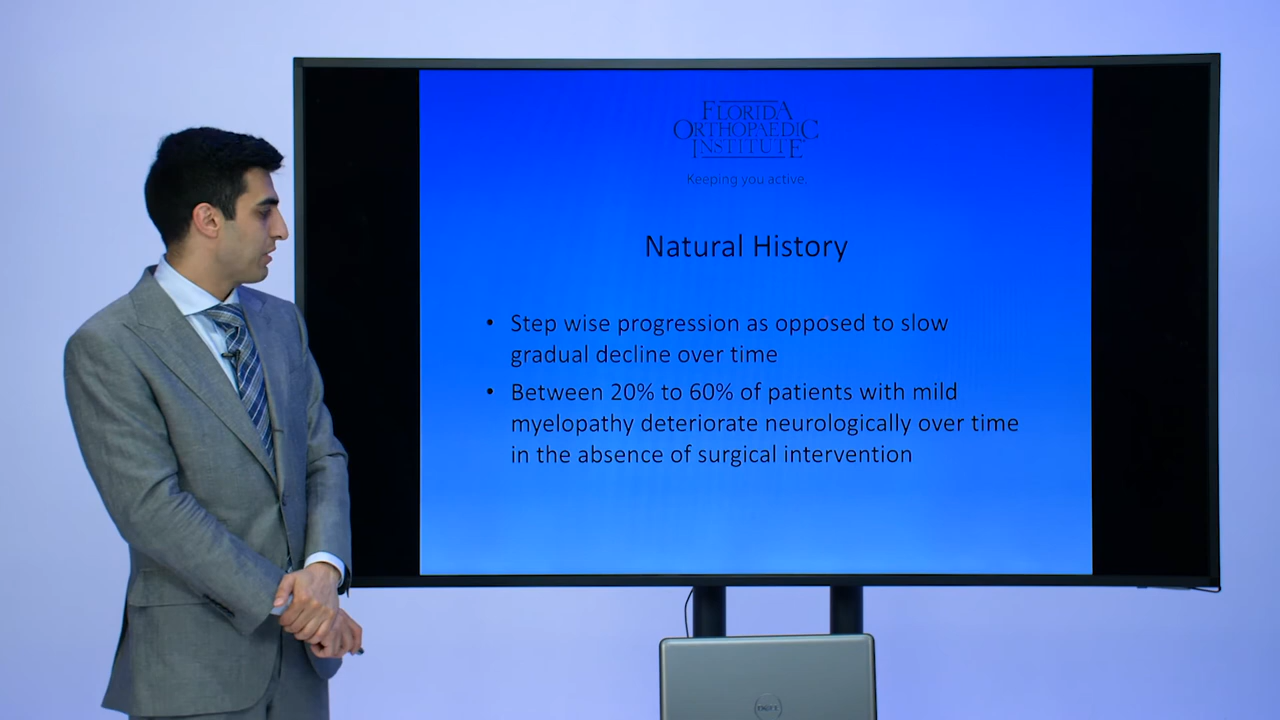 FLORIDA
ORTHOPAEDIC
INSTITUTE
Keeping you active.
Natural History
• Step wise progression as opposed to slow
gradual decline over time
• Between 20% to 60% of patients with mild
myelopathy deteriorate neurologically over time
in the absence of surgical intervention
DELL